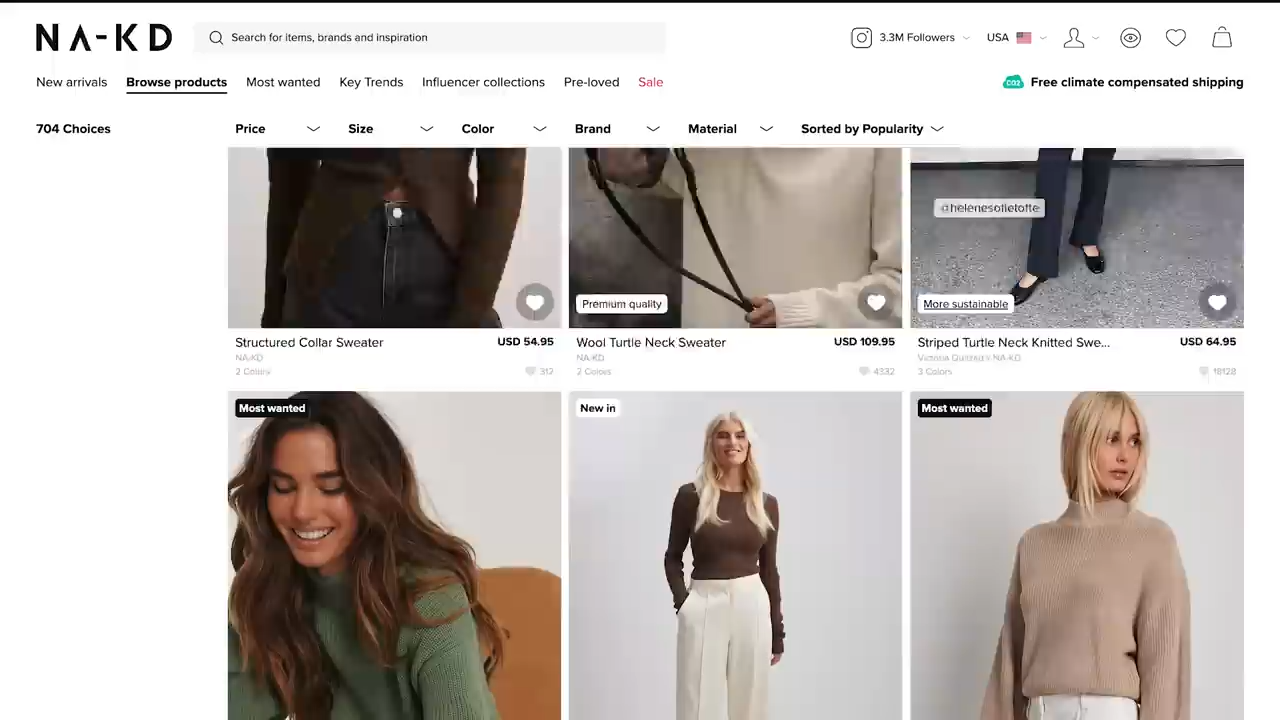 NA-KD
Search for items, brands and inspiration
3.3M Followers
USA
New arrivals
Browse products
Most wanted
Key Trends
Influencer collections
Pre-loved
Sale
CO2
Free climate compensated shipping
704 Choices
Price
Size
Color
Brand
Material
Sorted by Popularity
@helenesofietofte
Premium quality
More sustainable
Structured Collar Sweater
USD 54.95
NA-KD
2 Colors
312
Wool Turtle Neck Sweater
USD 109.95
NA-KD
2 Colors
4332
Striped Turtle Neck Knitted Swe...
USD 64.95
x NA-KD
3 Colors
18128
Most wanted
New in
Most wanted